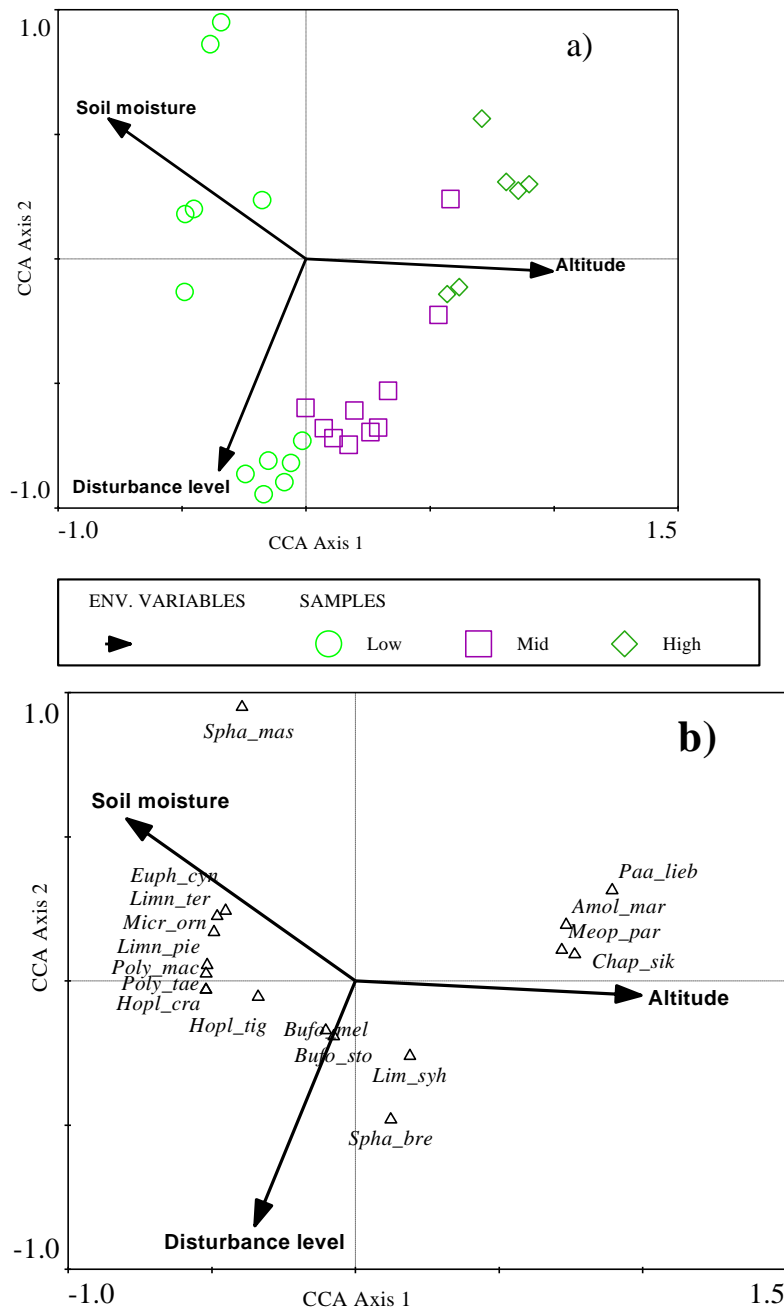 1.0
a)
Soil moisture
CCA Axis 2
Altitude
Disturbance level
-1.0
-1.0
CCA Axis 1
1.5
ENV. VARIABLES SAMPLES
Low Mid High
1.0
b)
Spha_mas
Soil moisture
Euph_cyn
Paa_lieb
Limn_ter
Amol_mar
Micr_orn
Meop_par
Limn_pie
Chap_sik
Poly_mac
CCA Axis 2
Poly_tae
Altitude
Hopl_cra
Hopl_tig
Bufo_mel
Bufo_sto
Lim_syh
Spha_bre
Disturbance level
-1.0
-1.0
CCA Axis 1
1.5